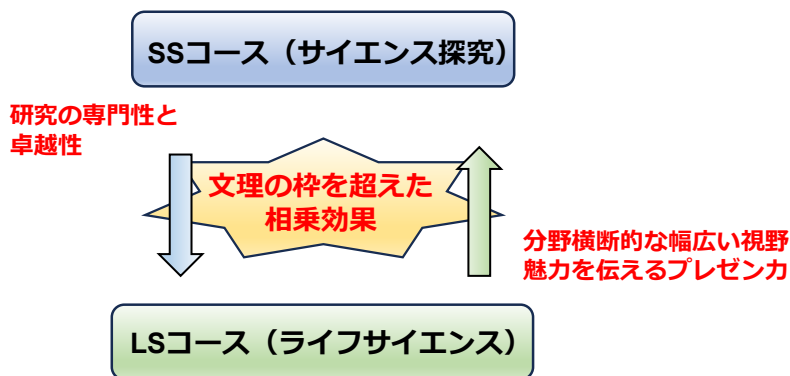 SSコース（サイエンス探究）
研究の専門性と
卓越性
文理の枠を超えた
相乗効果
分野横断的な幅広い視野
魅力を伝えるプレゼン力
LSコース（ライフサイエンス）